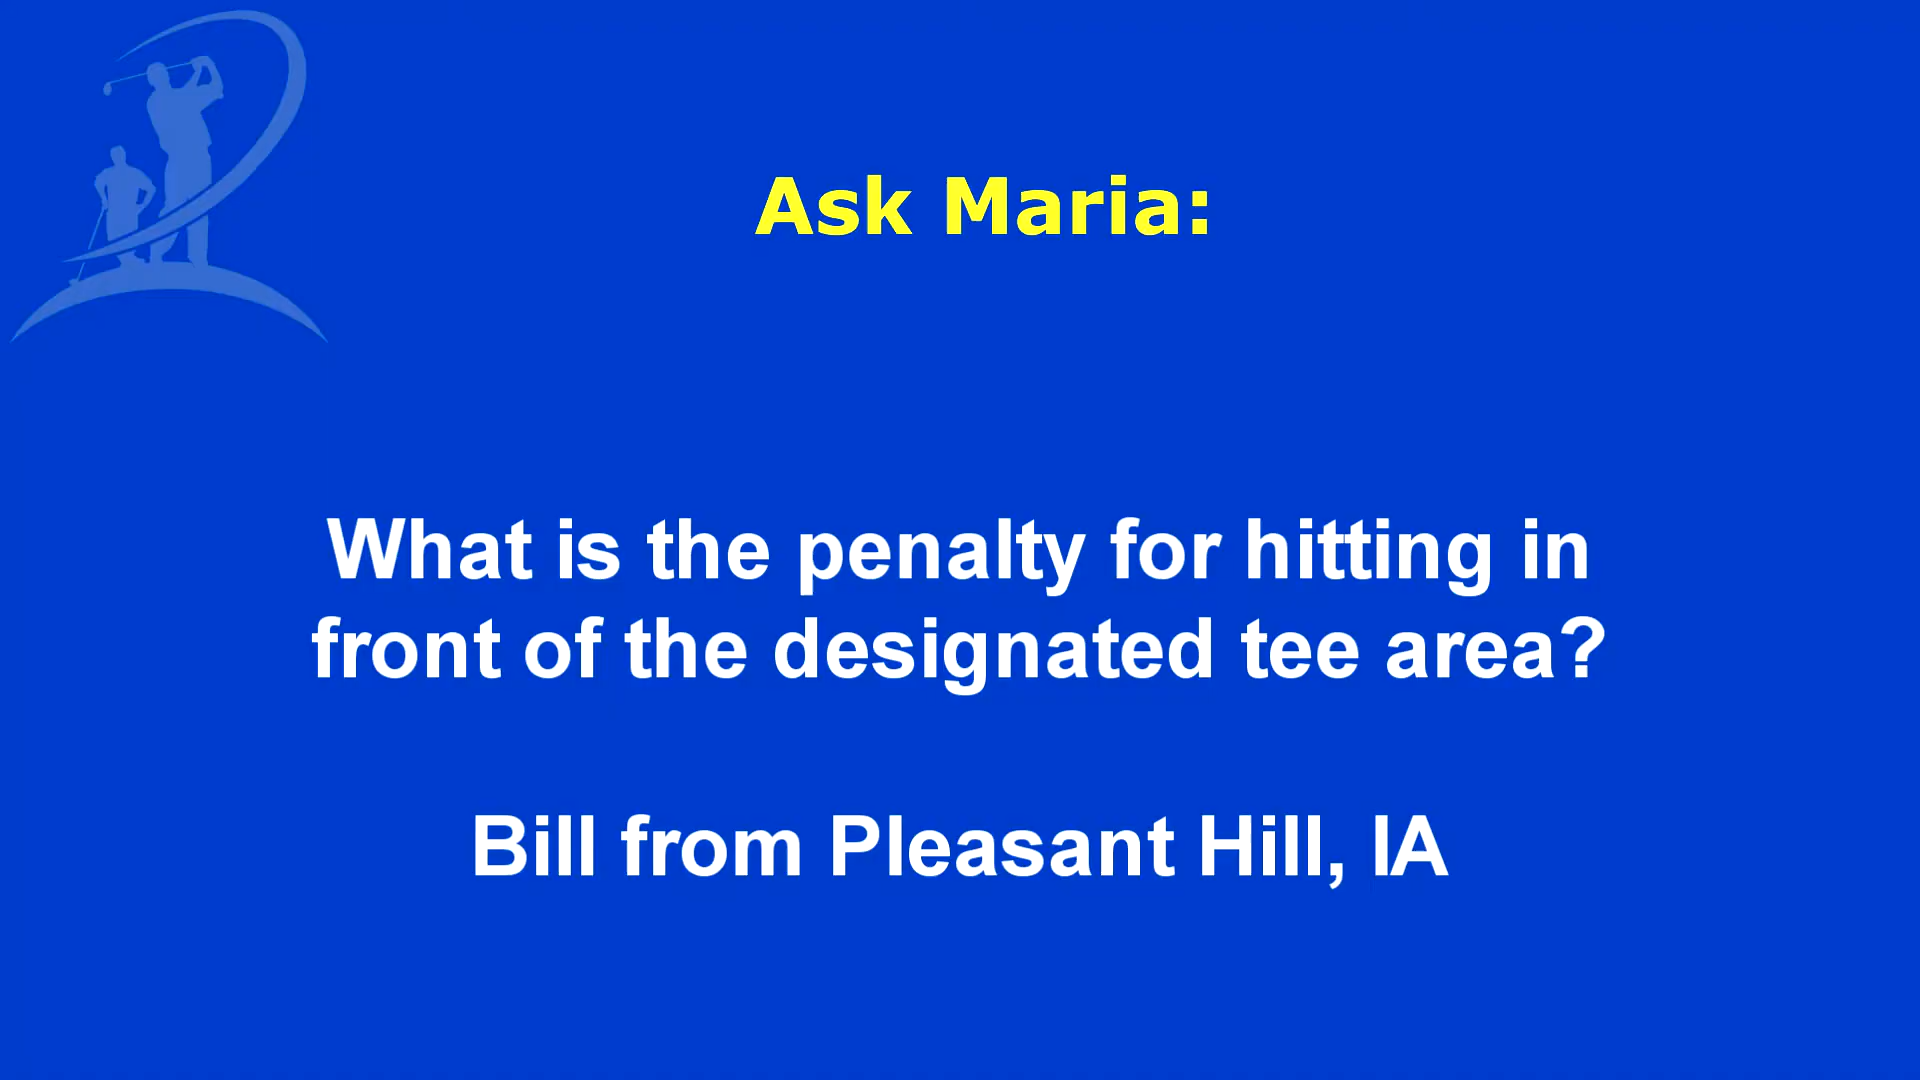 Ask Maria:
What is the penalty for hitting in
front of the designated tee area?
Bill from Pleasant Hill, IA